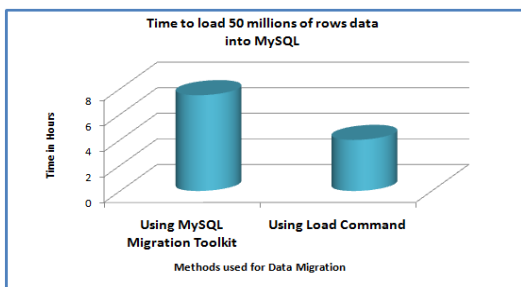 Time to load 50 millions of rows data
into MySQL
Time in Hours
8
6
4
2
0
Using MySQL
Migration Toolkit
Using Load Command
Methods used for Data Migration